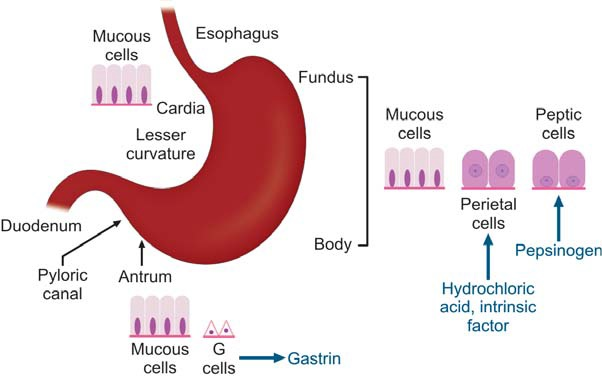 Esophagus
Mucous
cells
Fundus
Cardia
Lesser
curvature
Mucous
cells
Peptic
cells
Duodenum
Perietal
cells
Body
Pepsinogen
Pyloric
canal
Antrum
Hydrochloric
acid, intrinsic
factor
Mucous
cells
G
cells
Gastrin